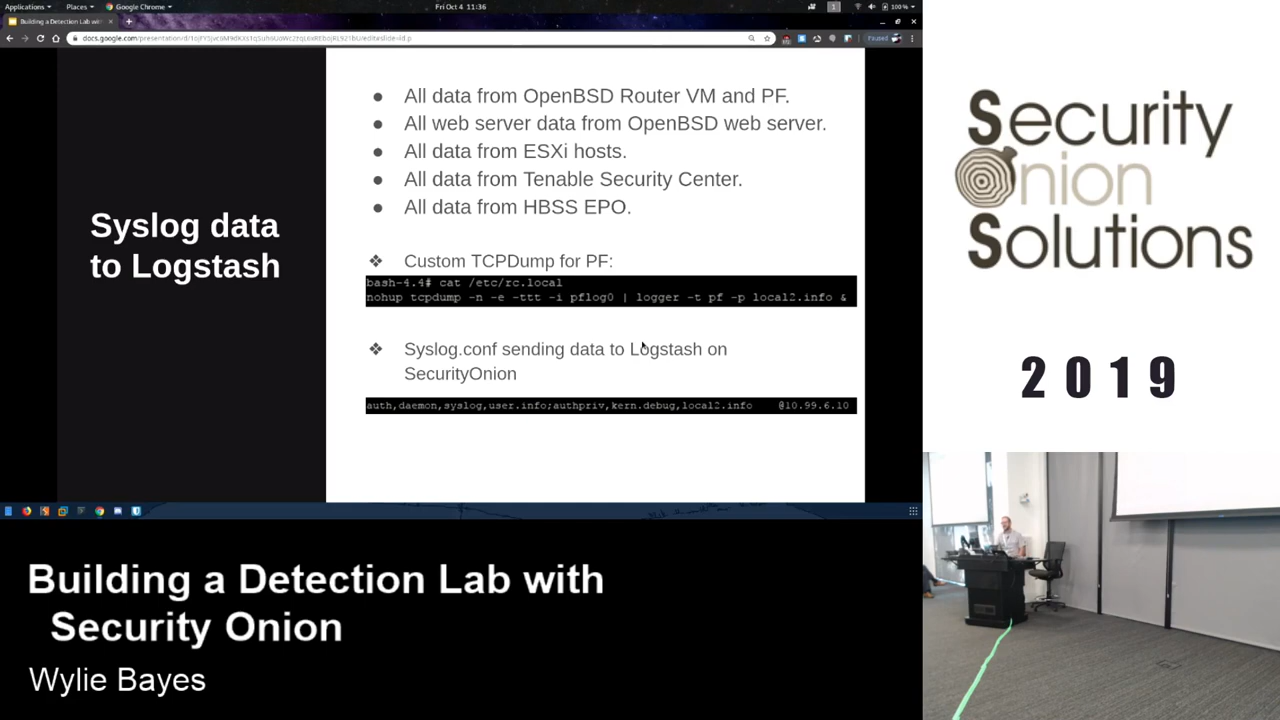 Applications
Places
Google Chrome
Fri Oct 4 11:36
1
100 %
Building a Detection Lab with
Paused
All data from OpenBSD Router VM and PF.
All web server data from OpenBSD web server.
All data from ESXi hosts.
All data from Tenable Security Center.
All data from HBSS EPO.
Syslog data
to Logstash
Custom TCPDump for PF:
bash-4.4# cat /etc/rc.local
nohup tcpdump -n -e -ttt -i pflog0 | logger -t pf -p local2.info &
Syslog.conf sending data to Logstash on
SecurityOnion
auth,daemon,syslog,user.info;authpriv,kern.debug,local2.info @10.99.6.10
Security
Onion
Solutions
2019
Building a Detection Lab with
Security Onion
Wylie Bayes